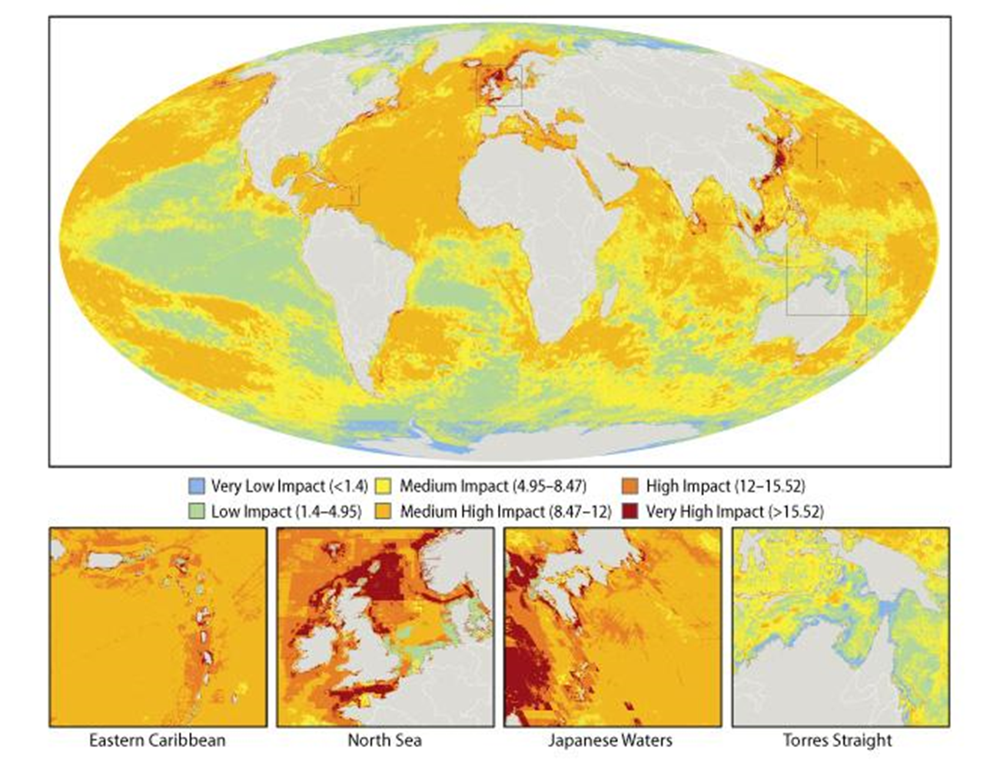 Very Low Impact (<1.4) Medium Impact (4.95–8.47) High Impact (12–15.52)
Low Impact (1.4–4.95) Medium High Impact (8.47–12) Very High Impact (>15.52)
Eastern Caribbean North Sea Japanese Waters Torres Straight